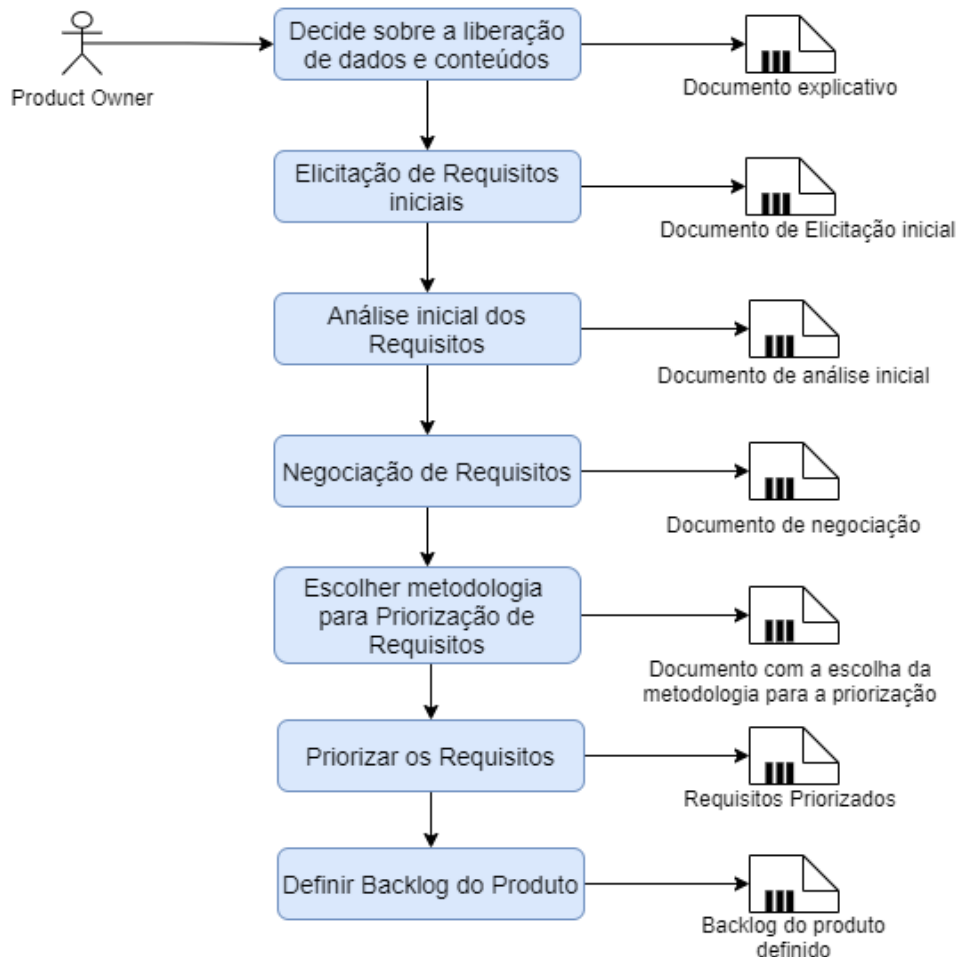 Product Owner
Decide sobre a liberação
de dados e conteúdos
Documento explicativo
Elicitação de Requisitos
iniciais
Documento de Elicitação inicial
Análise inicial dos
Requisitos
Documento de análise inicial
Negociação de Requisitos
Documento de negociação
Escolher metodologia
para Priorização de
Requisitos
Documento com a escolha da
metodologia para a priorização
Priorizar os Requisitos
Requisitos Priorizados
Definir Backlog do Produto
Backlog do produto
definido